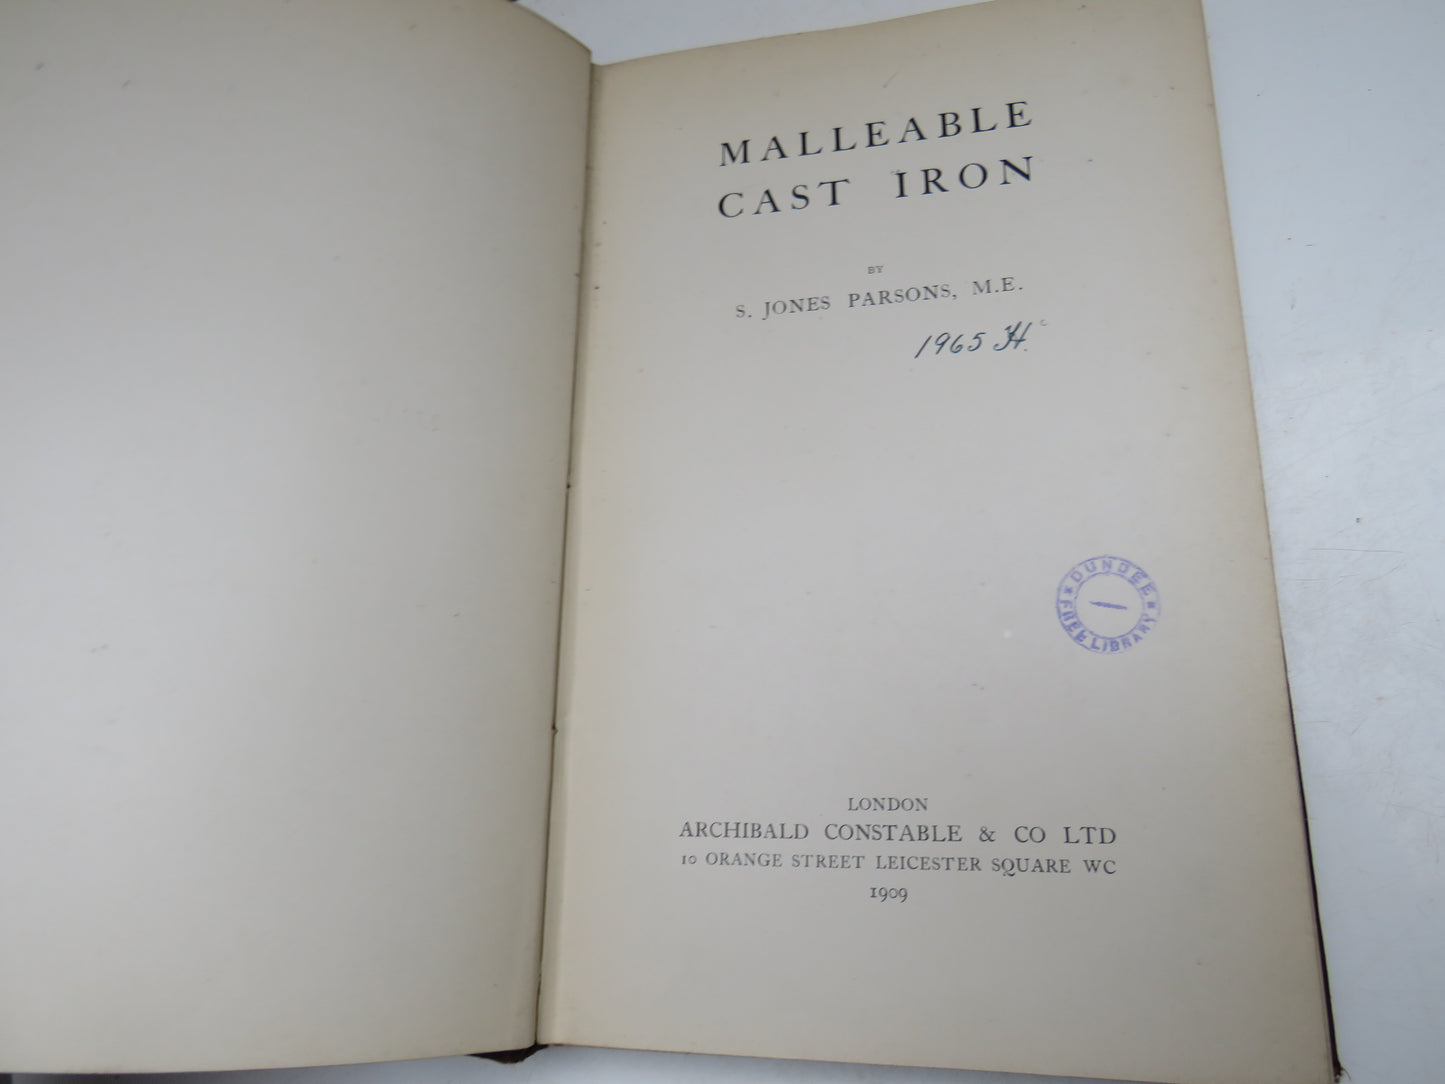 MALLEABLE
CAST IRON
BY
S. JONES PARSONS, M.E.
1965
DUNDEE
FREE LIBRARY
LONDON
ARCHIBALD CONSTABLE & CO LTD
10 ORANGE STREET LEICESTER SQUARE WC
1909